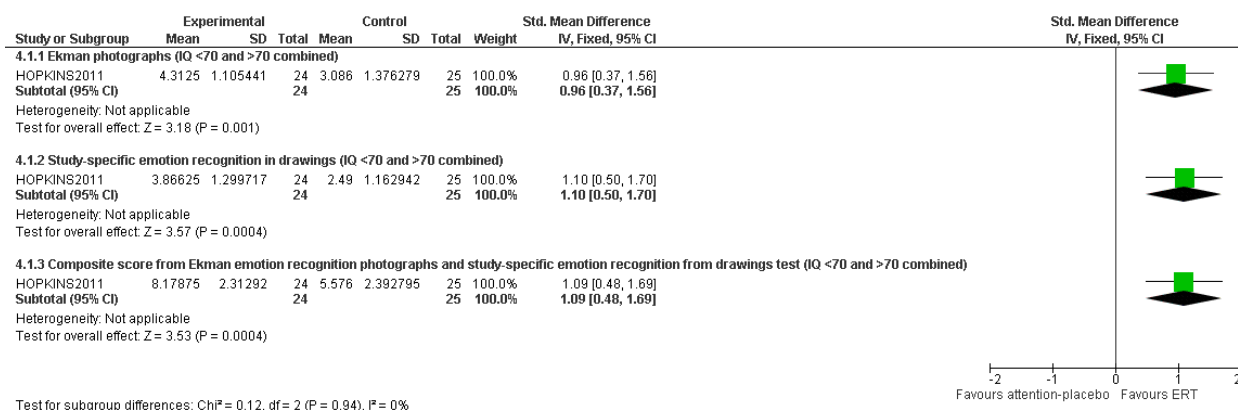 Experimental Control Std. Mean Difference Std. Mean Difference
Study or Subgroup Mean SD Total Mean SD Total Weight IV, Fixed, 95% CI IV, Fixed, 95% CI
4.1.1 Ekman photographs (IQ <70 and >70 combined)
HOPKINS2011 4.3125 1.105441 24 3.086 1.376279 25 100.0% 0.96 [0.37, 1.56]
Subtotal (95% CI) 24 25 100.0% 0.96 [0.37, 1.56]
Heterogeneity: Not applicable
Test for overall effect: Z = 3.18 (P = 0.001)
4.1.2 Study-specific emotion recognition in drawings (IQ <70 and >70 combined)
HOPKINS2011 3.86625 1.299717 24 2.49 1.162942 25 100.0% 1.10 [0.50, 1.70]
Subtotal (95% CI) 24 25 100.0% 1.10 [0.50, 1.70]
Heterogeneity: Not applicable
Test for overall effect: Z = 3.57 (P = 0.0004)
4.1.3 Composite score from Ekman emotion recognition photographs and study-specific emotion recognition from drawings test (IQ <70 and >70 combined)
HOPKINS2011 8.17875 2.31292 24 5.576 2.392795 25 100.0% 1.09 [0.48, 1.69]
Subtotal (95% CI) 24 25 100.0% 1.09 [0.48, 1.69]
Heterogeneity: Not applicable
Test for overall effect: Z = 3.53 (P = 0.0004)
-2 -1 0 1 2
Favours attention-placebo Favours ERT
Test for subgroup differences: Chi² = 0.12, df = 2 (P = 0.94), I² = 0%